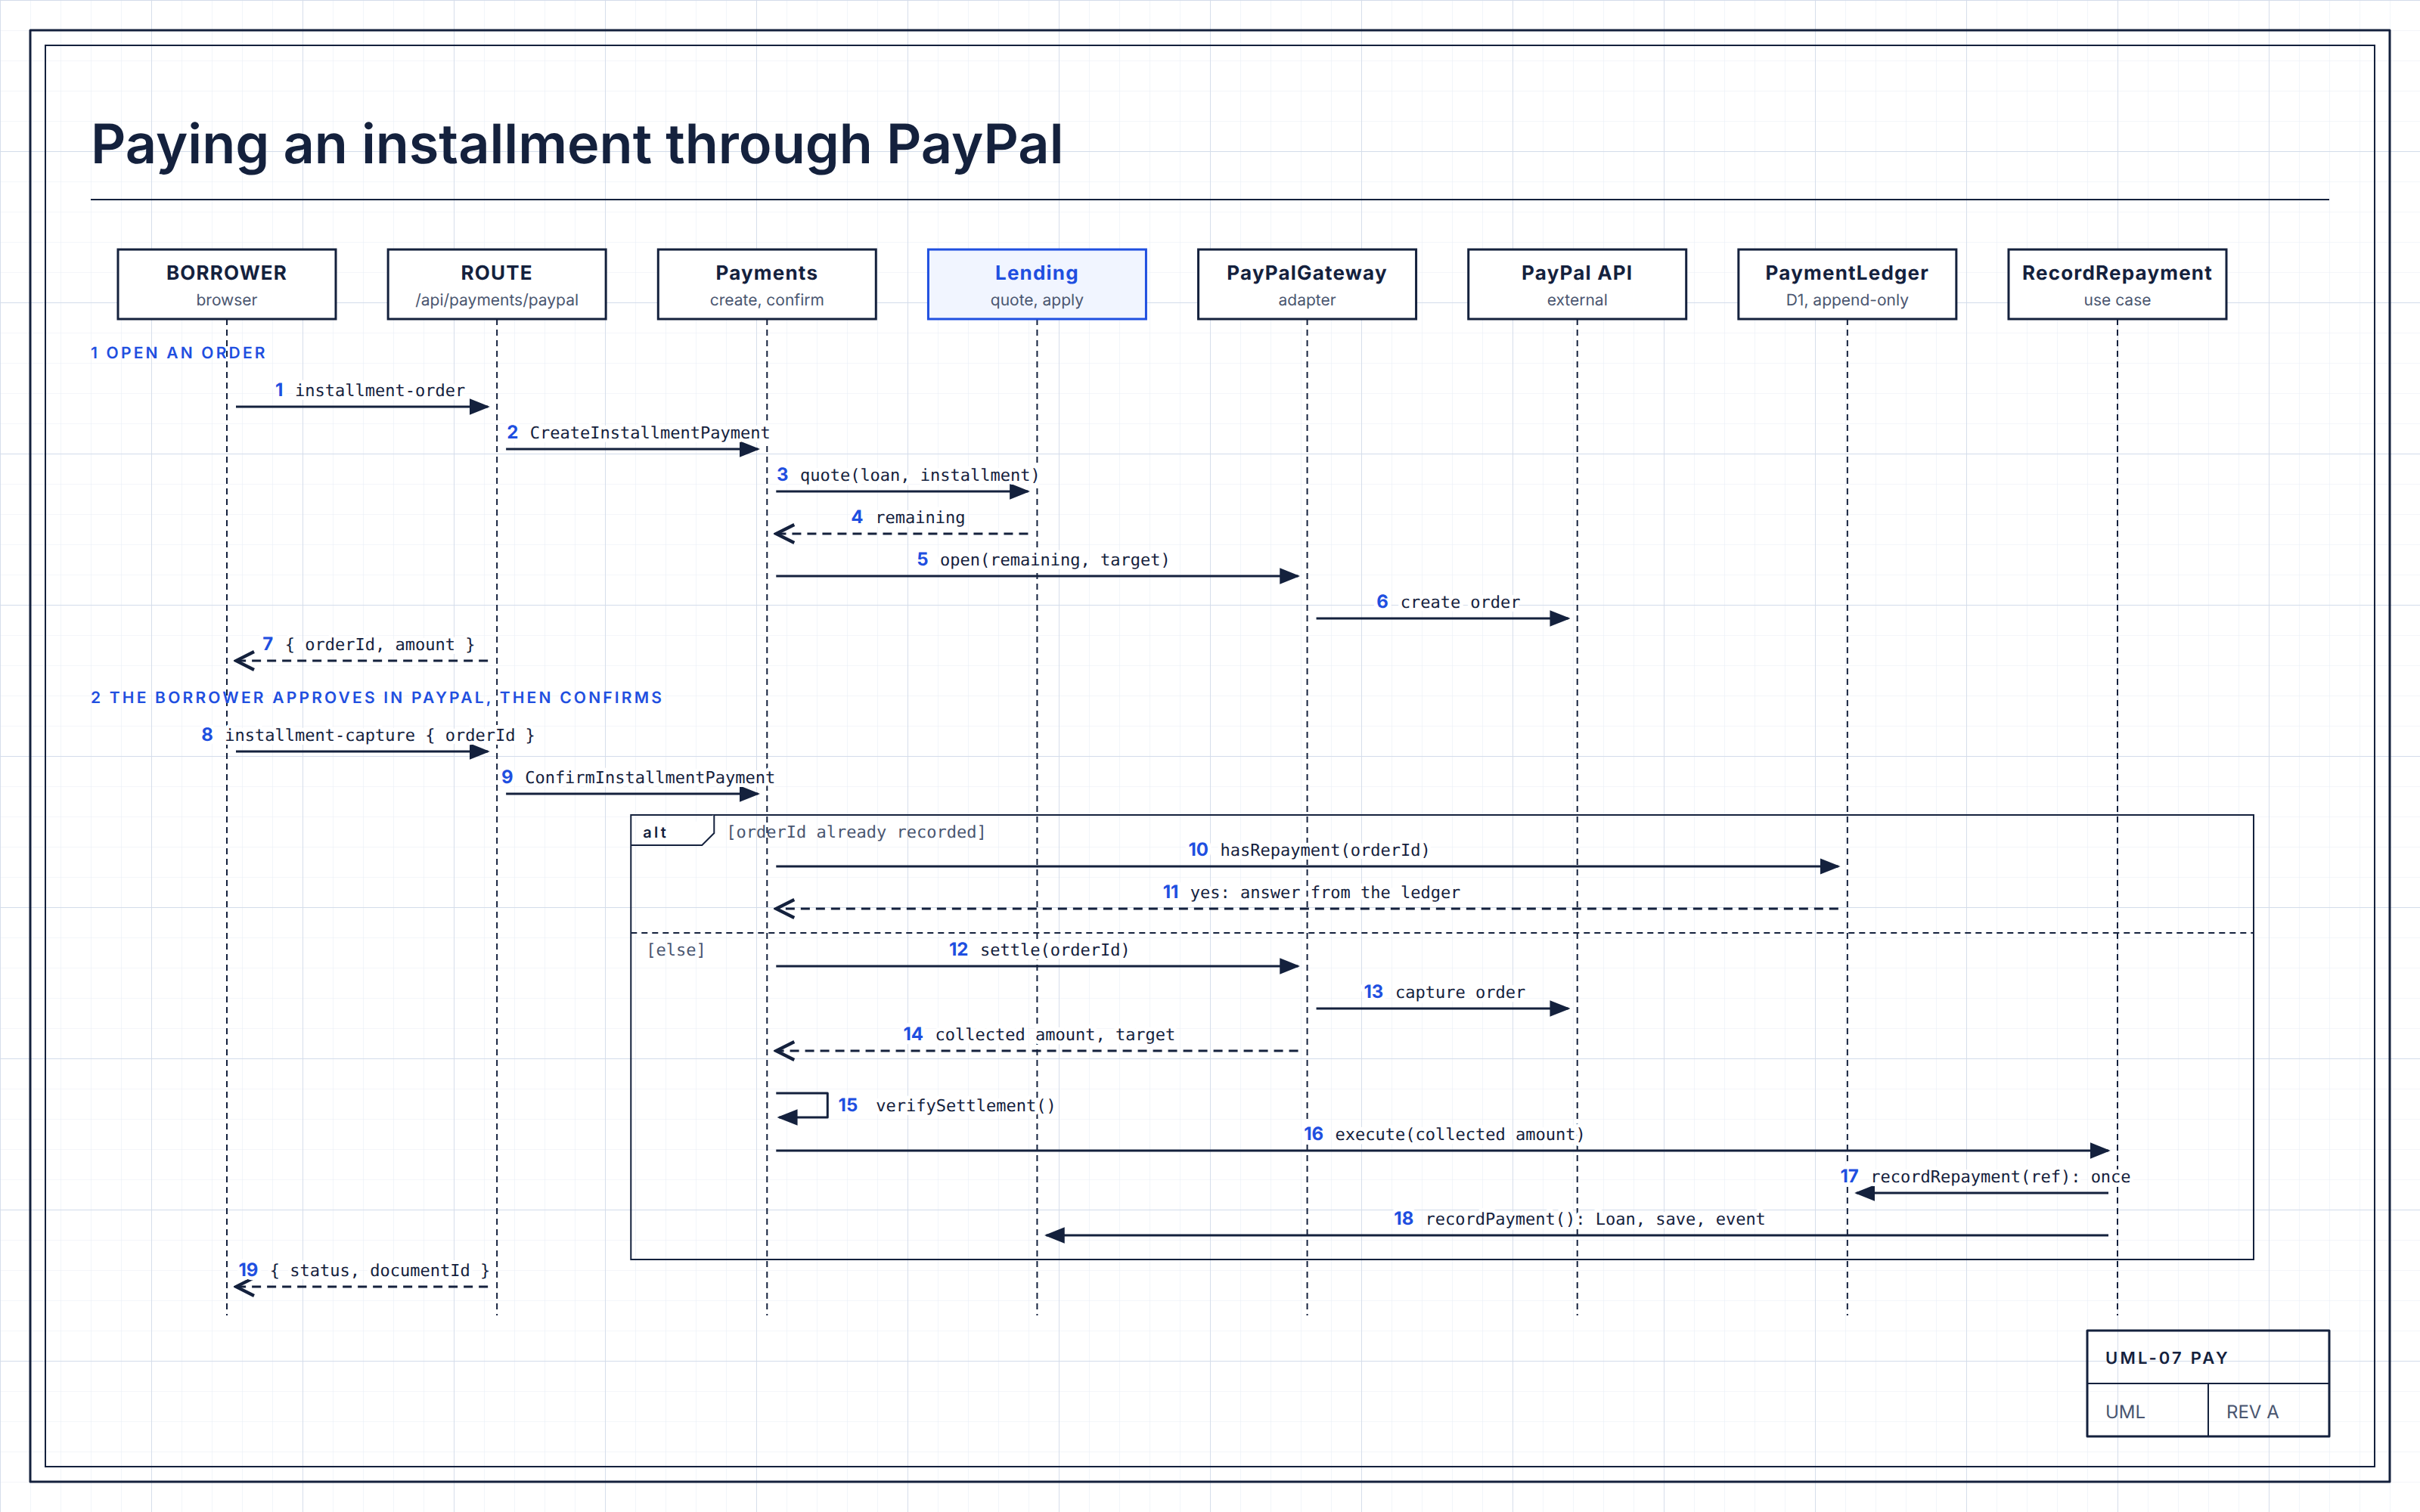 Paying an installment through PayPal
BORROWER
browser
ROUTE
/api/payments/paypal
Payments
create, confirm
Lending
quote, apply
PayPalGateway
adapter
PayPal API
external
PaymentLedger
D1, append-only
RecordRepayment
use case
1 OPEN AN ORDER
1 installment-order
2 CreateInstallmentPayment
3 quote(loan, installment)
4 remaining
5 open(remaining, target)
6 create order
7 { orderId, amount }
2 THE BORROWER APPROVES IN PAYPAL, THEN CONFIRMS
8 installment-capture { orderId }
9 ConfirmInstallmentPayment
alt [orderId already recorded]
10 hasRepayment(orderId)
11 yes: answer from the ledger
[else]
12 settle(orderId)
13 capture order
14 collected amount, target
15 verifySettlement()
16 execute(collected amount)
17 recordRepayment(ref): once
18 recordPayment(): Loan, save, event
19 { status, documentId }
UML-07 PAY
UML
REV A